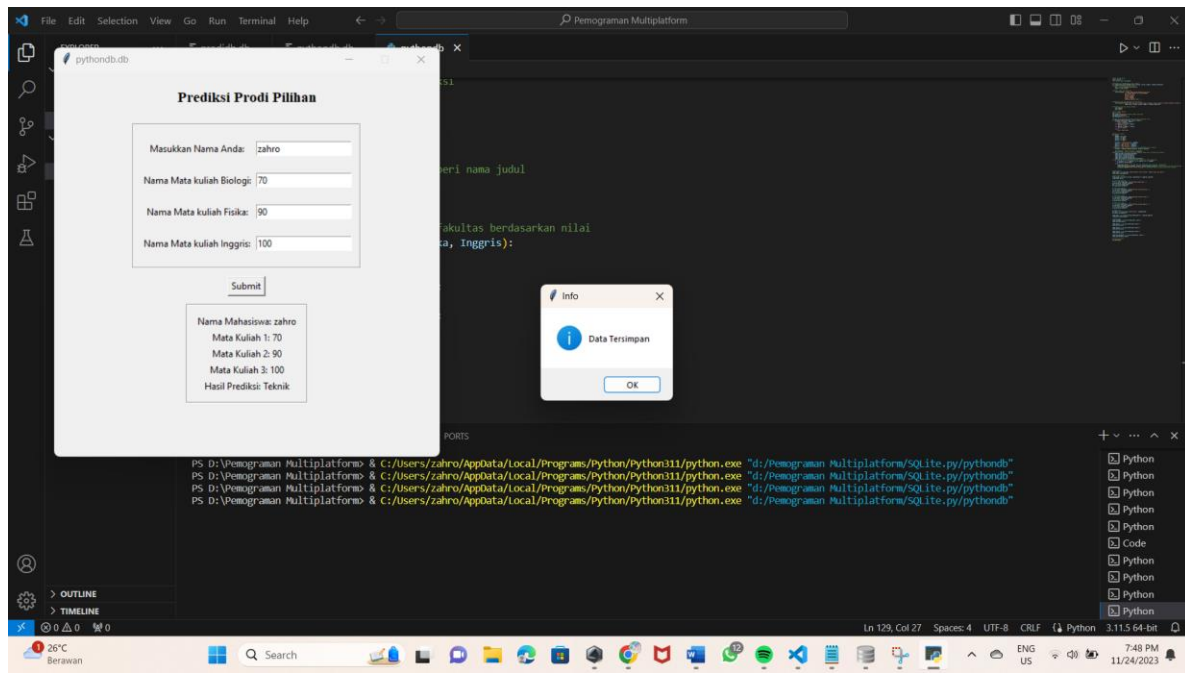 File Edit Selection View Go Run Terminal Help
Pemograman Multiplatform
pythondb.db
Prediksi Prodi Pilihan
Masukkan Nama Anda: zahro
Nama Mata kuliah Biologi: 70
Nama Mata kuliah Fisika: 90
Nama Mata kuliah Inggris: 100
Submit
Nama Mahasiswa: zahro
Mata Kuliah 1: 70
Mata Kuliah 2: 90
Mata Kuliah 3: 100
Hasil Prediksi: Teknik
eri nama judul
akultas berdasarkan nilai
ka, Inggris):
Info
Data Tersimpan
OK
PORTS
PS D:\Pemograman Multiplatform> & C:/Users/zahro/AppData/Local/Programs/Python/Python311/python.exe "d:/Pemograman Multiplatform/SQLite.py/pythondb"
PS D:\Pemograman Multiplatform> & C:/Users/zahro/AppData/Local/Programs/Python/Python311/python.exe "d:/Pemograman Multiplatform/SQLite.py/pythondb"
PS D:\Pemograman Multiplatform> & C:/Users/zahro/AppData/Local/Programs/Python/Python311/python.exe "d:/Pemograman Multiplatform/SQLite.py/pythondb"
PS D:\Pemograman Multiplatform> & C:/Users/zahro/AppData/Local/Programs/Python/Python311/python.exe "d:/Pemograman Multiplatform/SQLite.py/pythondb"
Python
Python
Python
Python
Python
Code
Python
Python
Python
Python
OUTLINE
TIMELINE
0 0 0 Ln 129, Col 27 Spaces: 4 UTF-8 CRLF Python 3.11.5 64-bit
26°C
Berawan
Search
ENG
US
7:48 PM
11/24/2023